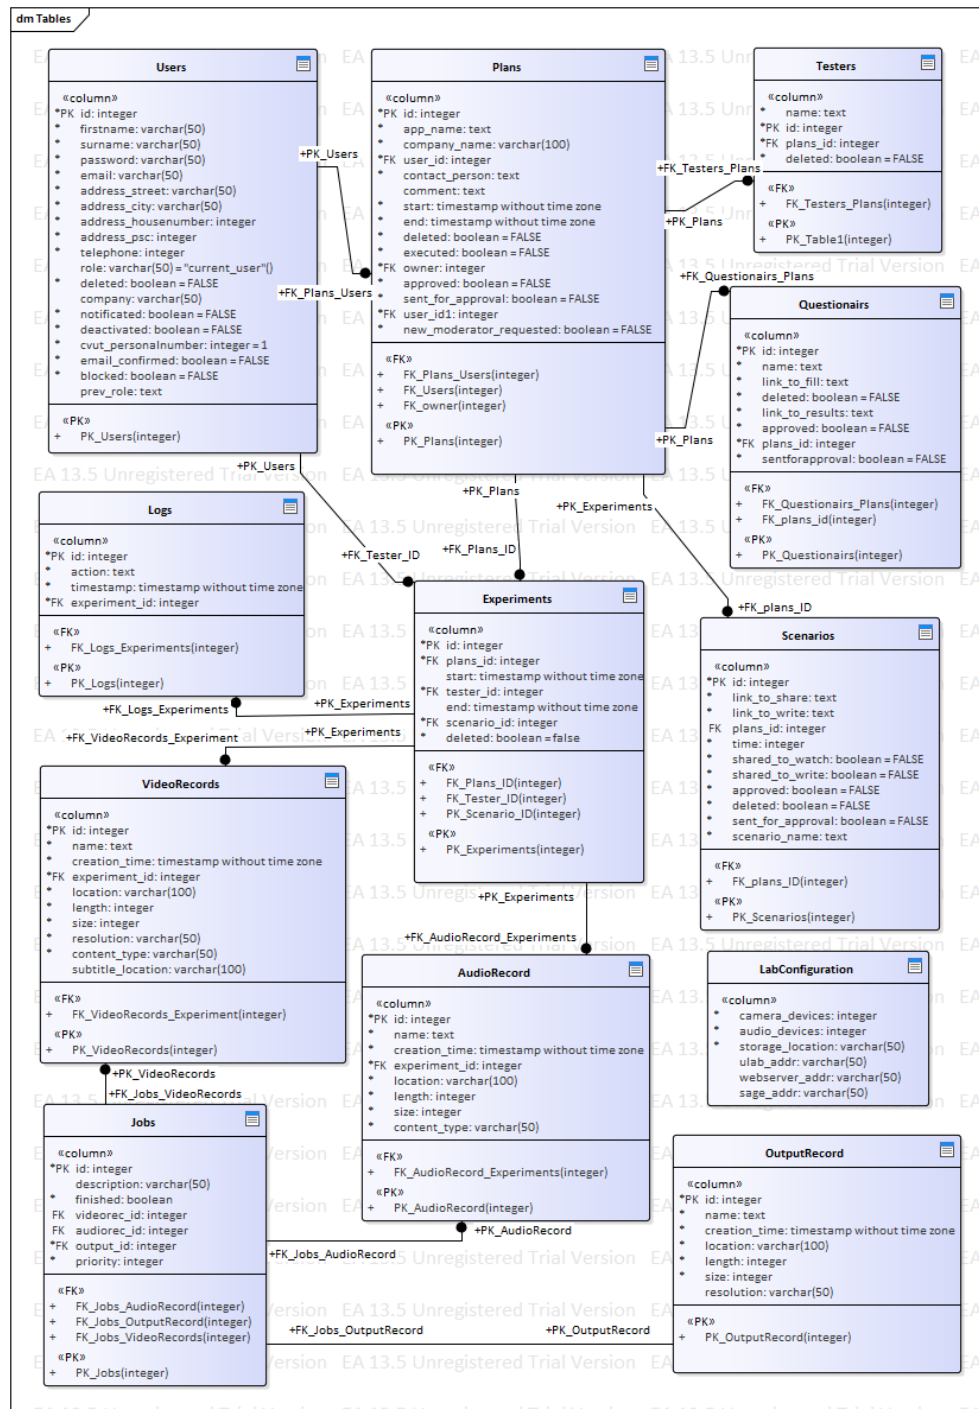 dm Tables
Users
«column»
*PK id: integer
* firstname: varchar(50)
* surname: varchar(50)
* password: varchar(50)
* email: varchar(50)
* address_street: varchar(50)
* address_city: varchar(50)
* address_housenumber: integer
* address_psc: integer
* telephone: integer
role: varchar(50) = "current_user"()
* deleted: boolean = FALSE
company: varchar(50)
* notificated: boolean = FALSE
* deactivated: boolean = FALSE
* cvut_personalnumber: integer = 1
* email_confirmed: boolean = FALSE
* blocked: boolean = FALSE
prev_role: text
«PK»
+ PK_Users(integer)
+PK_Users
+FK_Plans_Users
Plans
«column»
*PK id: integer
* app_name: text
* company_name: varchar(100)
*FK user_id: integer
* contact_person: text
comment: text
* start: timestamp without time zone
* end: timestamp without time zone
* deleted: boolean = FALSE
* executed: boolean = FALSE
*FK owner: integer
* approved: boolean = FALSE
* sent_for_approval: boolean = FALSE
*FK user_id1: integer
* new_moderator_requested: boolean = FALSE
«FK»
+ FK_Plans_Users(integer)
+ FK_Users(integer)
+ FK_owner(integer)
«PK»
+ PK_Plans(integer)
+FK_Testers_Plans
+PK_Plans
Testers
«column»
* name: text
*PK id: integer
*FK plans_id: integer
* deleted: boolean = FALSE
«FK»
+ FK_Testers_Plans(integer)
«PK»
+ PK_Table1(integer)
+FK_Questionairs_Plans
+PK_Plans
Questionairs
«column»
*PK id: integer
* name: text
* link_to_fill: text
* deleted: boolean = FALSE
* link_to_results: text
* approved: boolean = FALSE
*FK plans_id: integer
* sentforapproval: boolean = FALSE
«FK»
+ FK_Questionairs_Plans(integer)
+ FK_plans_id(integer)
«PK»
+ PK_Questionairs(integer)
+PK_Users
+FK_Tester_ID
+PK_Plans
+FK_Plans_ID
+PK_Experiments
+FK_plans_ID
Logs
«column»
*PK id: integer
* action: text
* timestamp: timestamp without time zone
*FK experiment_id: integer
«FK»
+ FK_Logs_Experiments(integer)
«PK»
+ PK_Logs(integer)
+FK_Logs_Experiments
+PK_Experiments
+FK_VideoRecords_Experiment
+PK_Experiments
Experiments
«column»
*PK id: integer
*FK plans_id: integer
start: timestamp without time zone
*FK tester_id: integer
end: timestamp without time zone
*FK scenario_id: integer
* deleted: boolean = false
«FK»
+ FK_Plans_ID(integer)
+ FK_Tester_ID(integer)
+ PK_Scenario_ID(integer)
«PK»
+ PK_Experiments(integer)
+PK_Experiments
+FK_AudioRecord_Experiments
Scenarios
«column»
*PK id: integer
* link_to_share: text
* link_to_write: text
FK plans_id: integer
* time: integer
* shared_to_watch: boolean = FALSE
* shared_to_write: boolean = FALSE
* approved: boolean = FALSE
* deleted: boolean = FALSE
* sent_for_approval: boolean = FALSE
* scenario_name: text
«FK»
+ FK_plans_ID(integer)
«PK»
+ PK_Scenarios(integer)
VideoRecords
«column»
*PK id: integer
* name: text
* creation_time: timestamp without time zone
*FK experiment_id: integer
* location: varchar(100)
* length: integer
* size: integer
* resolution: varchar(50)
* content_type: varchar(50)
subtitle_location: varchar(100)
«FK»
+ FK_VideoRecords_Experiment(integer)
«PK»
+ PK_VideoRecords(integer)
+PK_VideoRecords
+FK_Jobs_VideoRecords
AudioRecord
«column»
*PK id: integer
* name: text
* creation_time: timestamp without time zone
*FK experiment_id: integer
* location: varchar(100)
* length: integer
* size: integer
* content_type: varchar(50)
«FK»
+ FK_AudioRecord_Experiments(integer)
«PK»
+ PK_AudioRecord(integer)
+PK_AudioRecord
+FK_Jobs_AudioRecord
LabConfiguration
«column»
* camera_devices: integer
* audio_devices: integer
* storage_location: varchar(50)
ulab_addr: varchar(50)
webserver_addr: varchar(50)
sage_addr: varchar(50)
Jobs
«column»
*PK id: integer
description: varchar(50)
* finished: boolean
FK videorec_id: integer
FK audiorec_id: integer
*FK output_id: integer
* priority: integer
«FK»
+ FK_Jobs_AudioRecord(integer)
+ FK_Jobs_OutputRecord(integer)
+ FK_Jobs_VideoRecords(integer)
«PK»
+ PK_Jobs(integer)
+FK_Jobs_OutputRecord
+PK_OutputRecord
OutputRecord
«column»
*PK id: integer
* name: text
* creation_time: timestamp without time zone
* location: varchar(100)
* length: integer
* size: integer
resolution: varchar(50)
«PK»
+ PK_OutputRecord(integer)
EA 13.5 Unregistered Trial Version